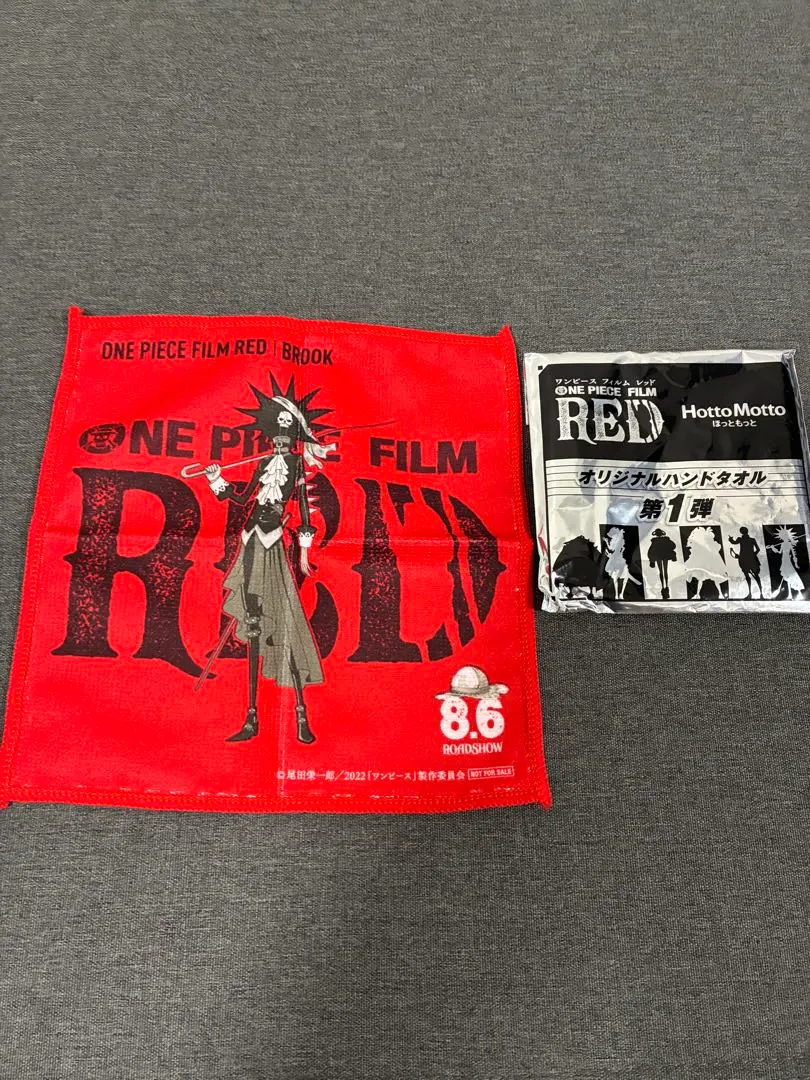 ONE PIECE FILM RED | BROOK
ONE PIECE FILM
RED
8.6
ROADSHOW
©尾田栄一郎／2022「ワンピース」製作委員会 NOT FOR SALE
ワンピース フィルム レッド
ONE PIECE FILM
RED
HottoMotto
ほっともっと
オリジナルハンドタオル
第1弾